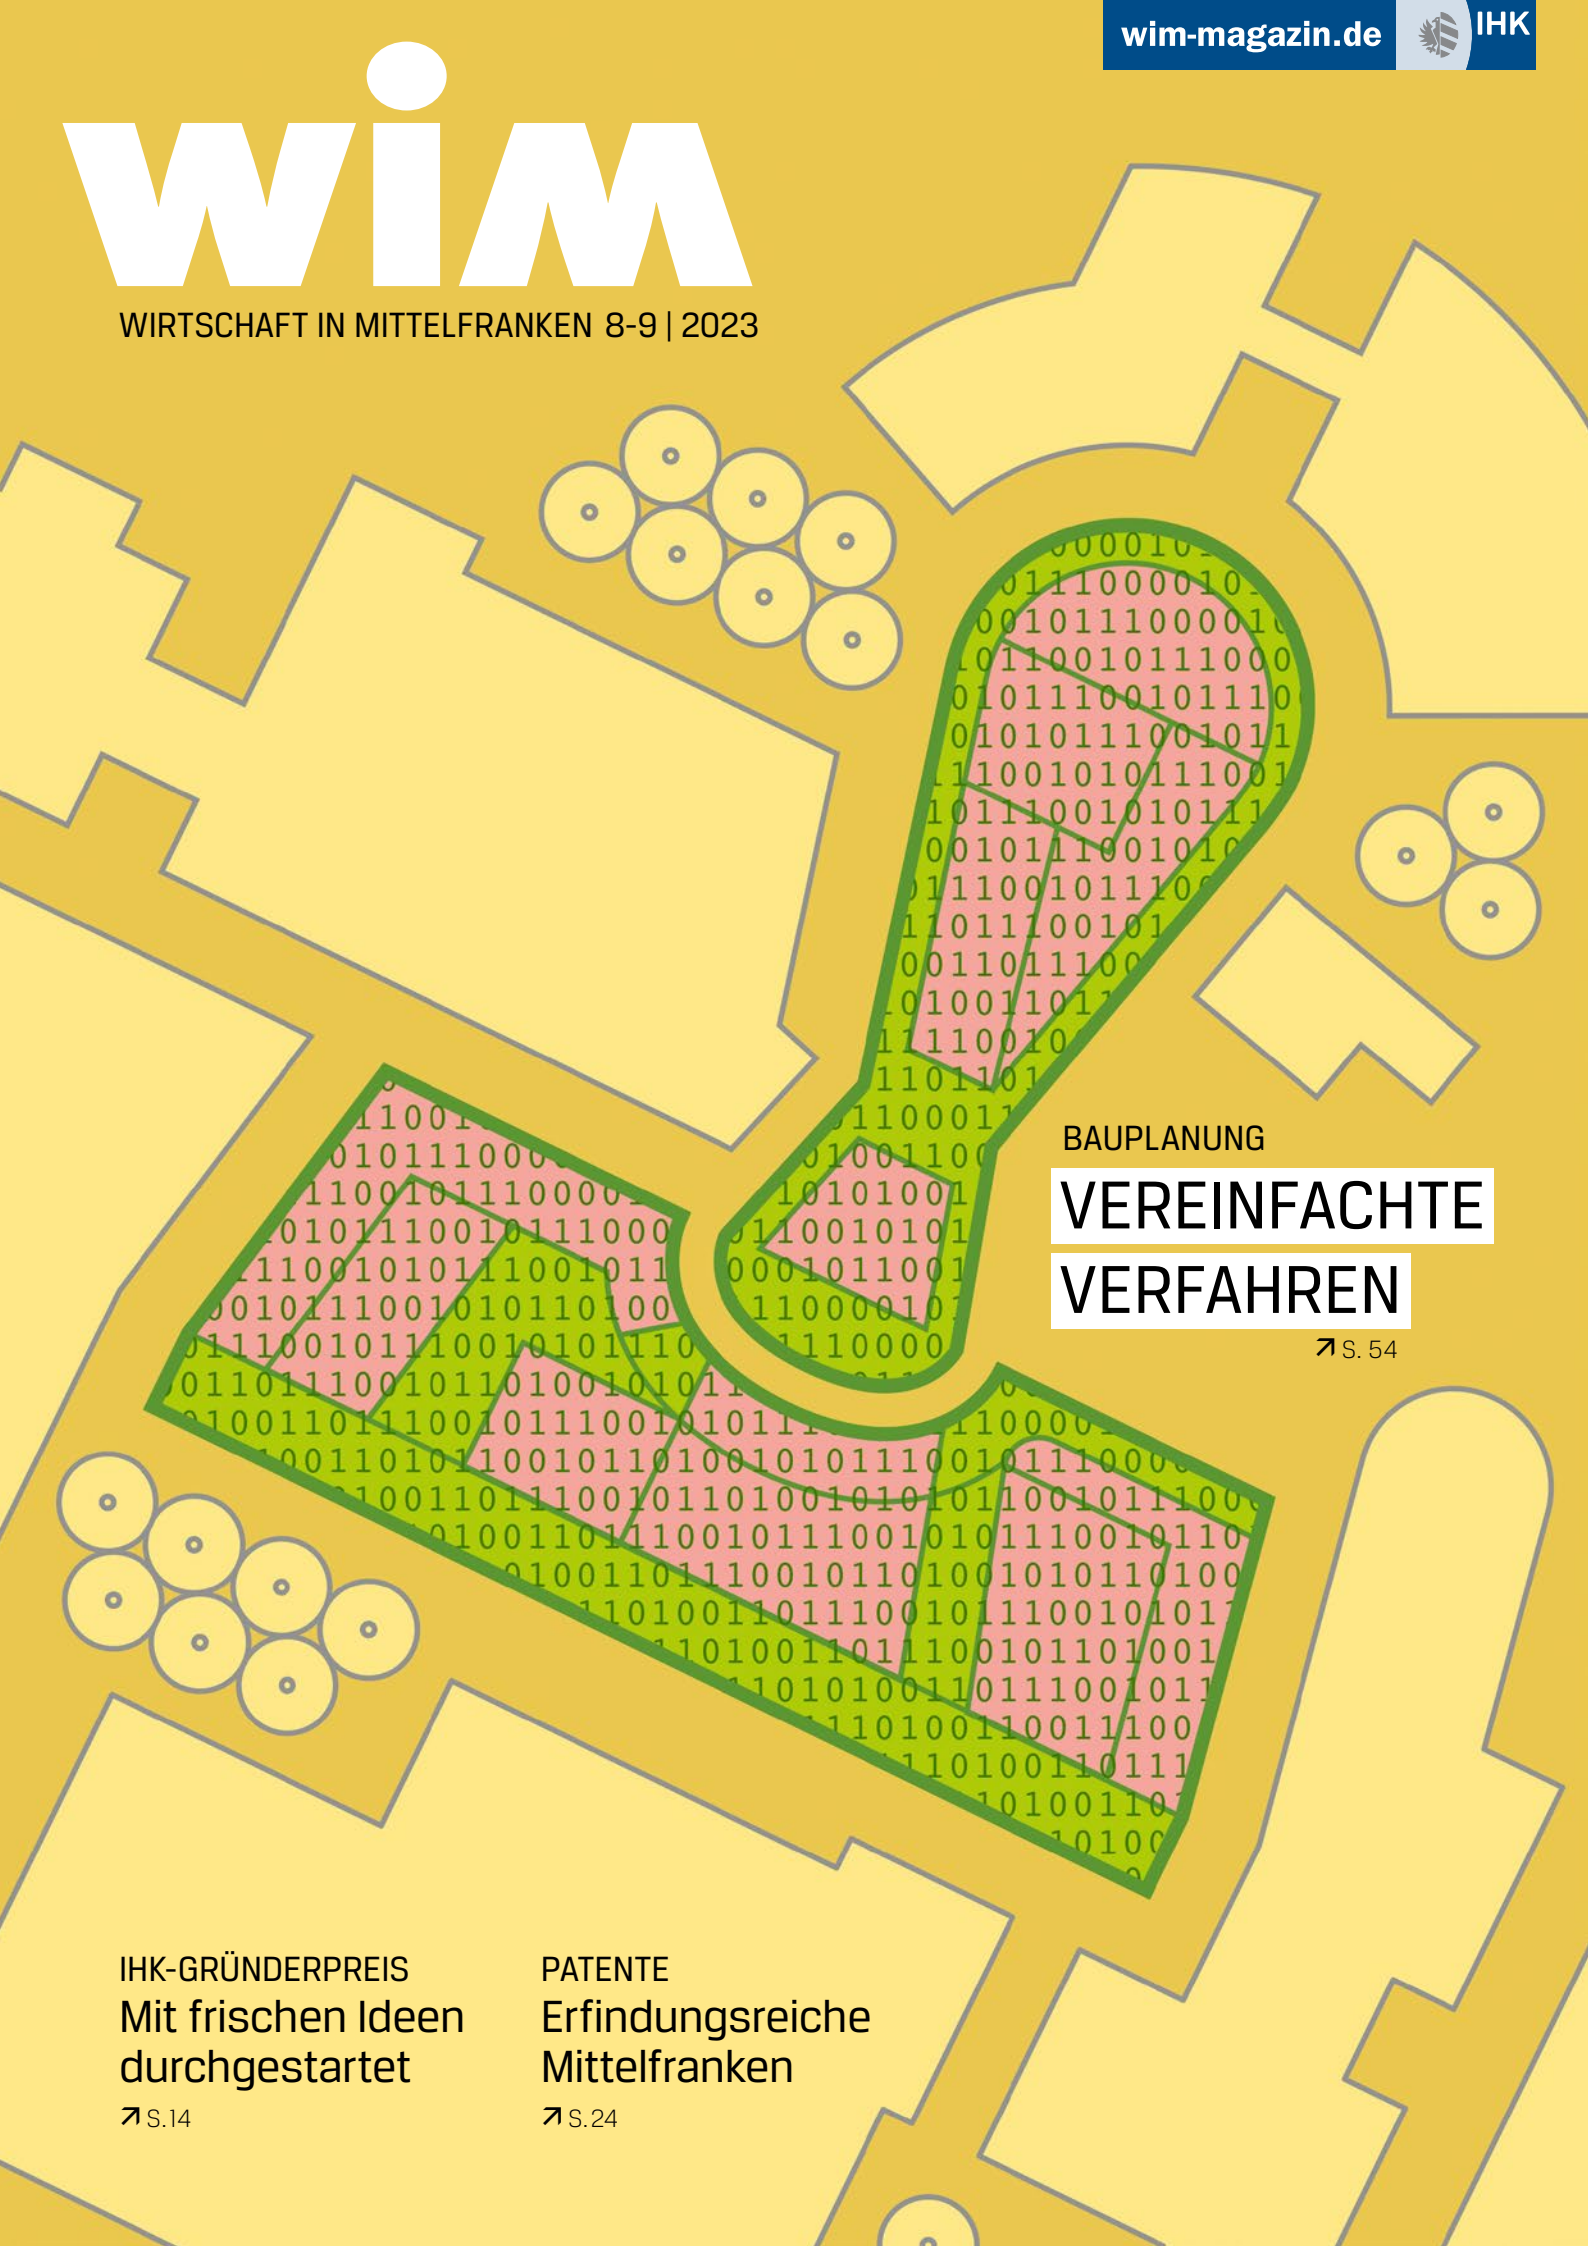 wim-magazin.de
IHK
wim
WIRTSCHAFT IN MITTELFRANKEN 8-9 | 2023
BAUPLANUNG
VEREINFACHTE
VERFAHREN
S. 54
IHK-GRÜNDERPREIS
Mit frischen Ideen
durchgestartet
S. 14
PATENTE
Erfindungsreiche
Mittelfranken
S. 24